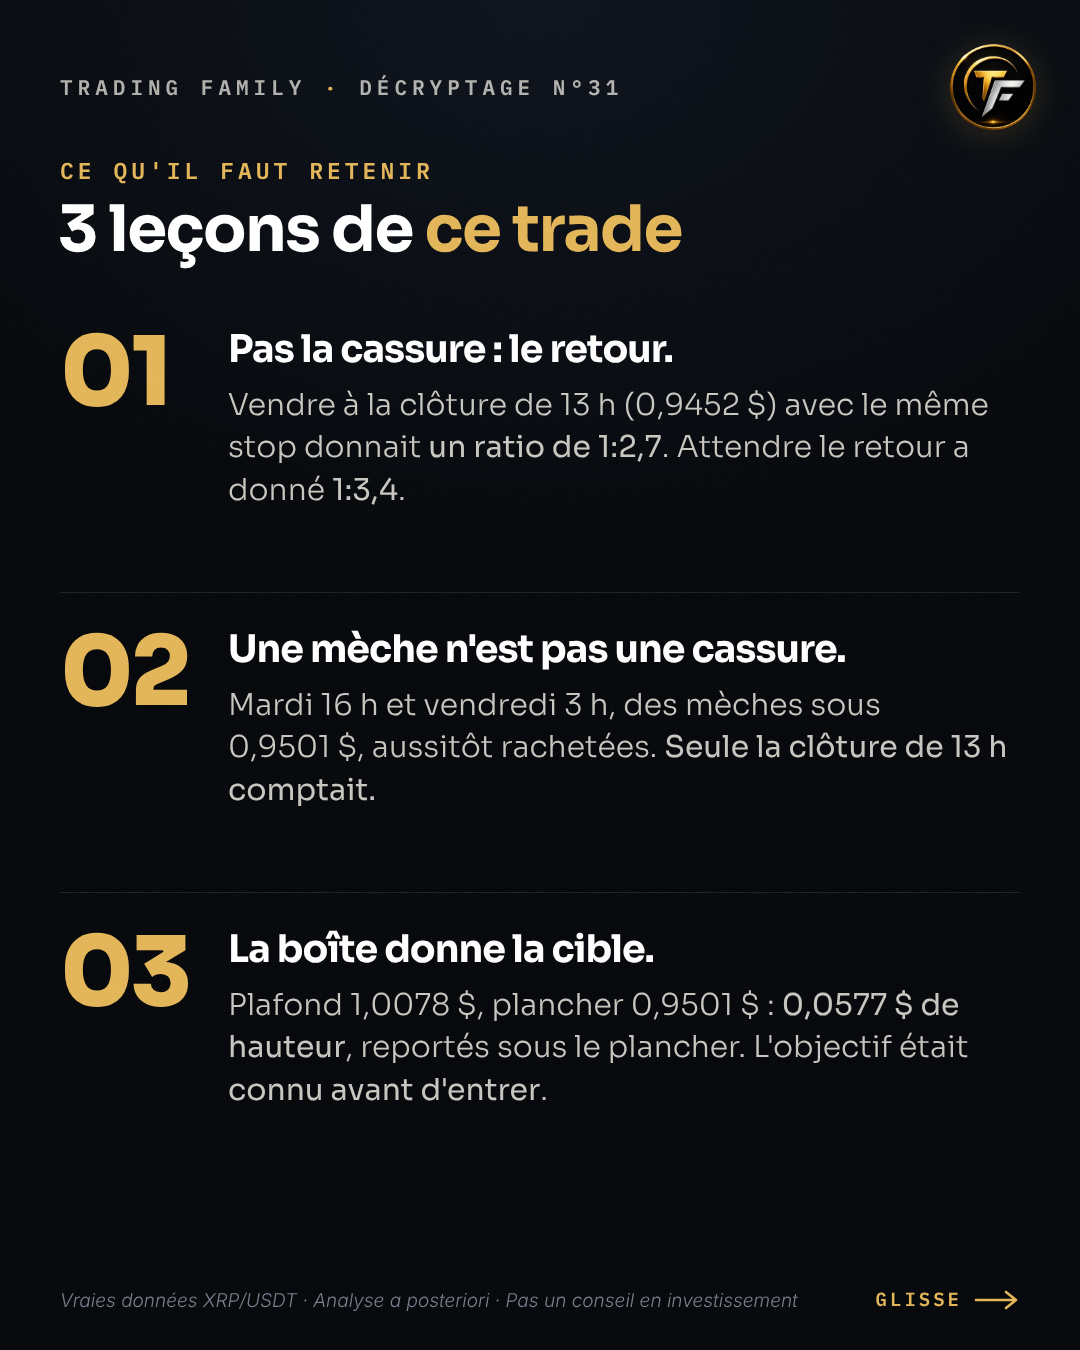 TRADING FAMILY · DÉCRYPTAGE N°31
TF
CE QU'IL FAUT RETENIR
3 leçons de ce trade
01
Pas la cassure : le retour.
Vendre à la clôture de 13 h (0,9452 $) avec le même
stop donnait un ratio de 1:2,7. Attendre le retour a
donné 1:3,4.
02
Une mèche n'est pas une cassure.
Mardi 16 h et vendredi 3 h, des mèches sous
0,9501 $, aussitôt rachetées. Seule la clôture de 13 h
comptait.
03
La boîte donne la cible.
Plafond 1,0078 $, plancher 0,9501 $ : 0,0577 $ de
hauteur, reportés sous le plancher. L'objectif était
connu avant d'entrer.
Vraies données XRP/USDT · Analyse a posteriori · Pas un conseil en investissement
GLISSE